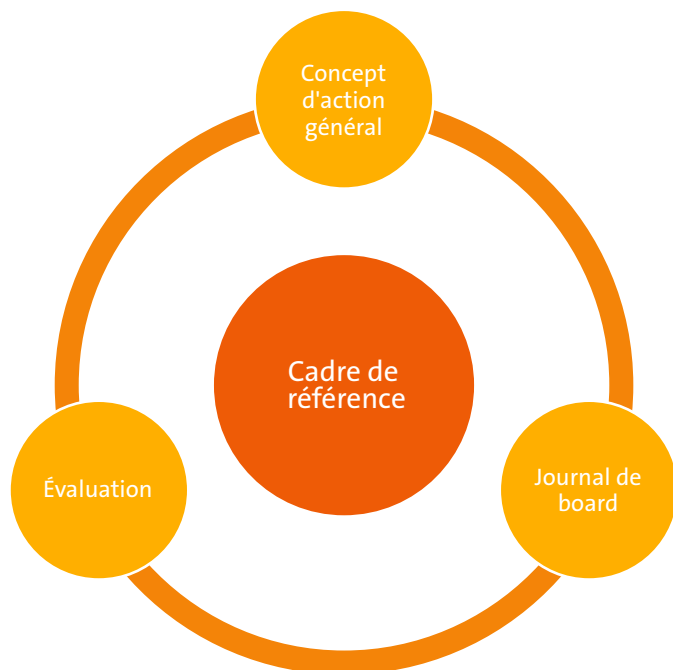 Concept
d'action
général
Cadre de
référence
Évaluation
Journal de
board